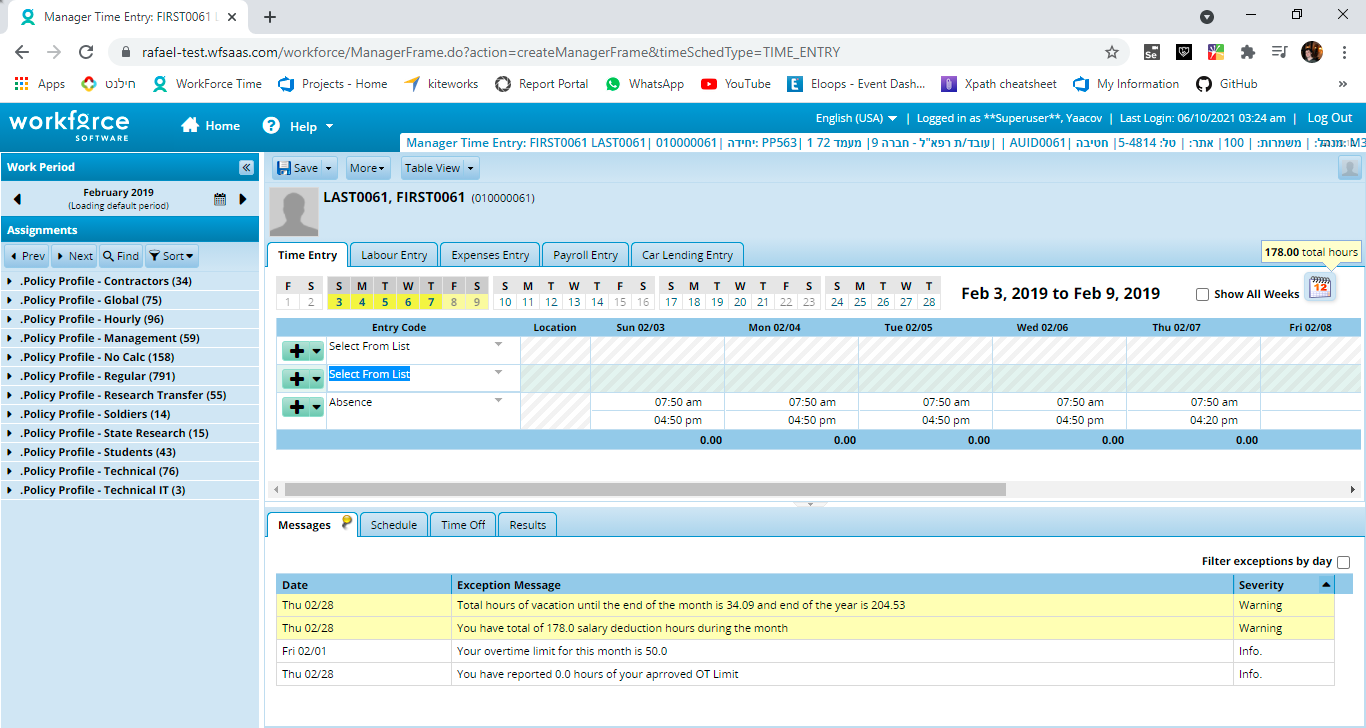 Manager Time Entry: FIRST0061 L
rafael-test.wfsaas.com/workforce/ManagerFrame.do?action=createManagerFrame&timeSchedType=TIME_ENTRY
Apps חילנט WorkForce Time Projects - Home kiteworks Report Portal WhatsApp YouTube Eloops - Event Dash... Xpath cheatsheet My Information GitHub »
workforce SOFTWARE
Home Help
English (USA) | Logged in as **Superuser**, Yaacov | Last Login: 06/10/2021 03:24 am | Log Out
Manager Time Entry: FIRST0061 LAST0061| 010000061| יחידה: PP563| מעמד 72 1 |עובד/ת רפא"ל - חברה 9| | AUID0061| חטיבה |5-4814 :טל | אתר: 100| משמרות: | מנהל:
Work Period «
February 2019
(Loading default period)
Assignments
Prev Next Find Sort
.Policy Profile - Contractors (34)
.Policy Profile - Global (75)
.Policy Profile - Hourly (96)
.Policy Profile - Management (59)
.Policy Profile - No Calc (158)
.Policy Profile - Regular (791)
.Policy Profile - Research Transfer (55)
.Policy Profile - Soldiers (14)
.Policy Profile - State Research (15)
.Policy Profile - Students (43)
.Policy Profile - Technical (76)
.Policy Profile - Technical IT (3)
Save More Table View
LAST0061, FIRST0061 (010000061)
Time Entry Labour Entry Expenses Entry Payroll Entry Car Lending Entry
178.00 total hours
F S S M T W T F S S M T W T F S S M T W T F S S M T W T
1 2 3 4 5 6 7 8 9 10 11 12 13 14 15 16 17 18 19 20 21 22 23 24 25 26 27 28
Feb 3, 2019 to Feb 9, 2019
Show All Weeks
12
Entry Code Location Sun 02/03 Mon 02/04 Tue 02/05 Wed 02/06 Thu 02/07 Fri 02/08
Select From List
Select From List
Absence 07:50 am 07:50 am 07:50 am 07:50 am 07:50 am
04:50 pm 04:50 pm 04:50 pm 04:50 pm 04:20 pm
0.00 0.00 0.00 0.00 0.00
Messages Schedule Time Off Results
Filter exceptions by day
Date Exception Message Severity
Thu 02/28 Total hours of vacation until the end of the month is 34.09 and end of the year is 204.53 Warning
Thu 02/28 You have total of 178.0 salary deduction hours during the month Warning
Fri 02/01 Your overtime limit for this month is 50.0 Info.
Thu 02/28 You have reported 0.0 hours of your aprroved OT Limit Info.